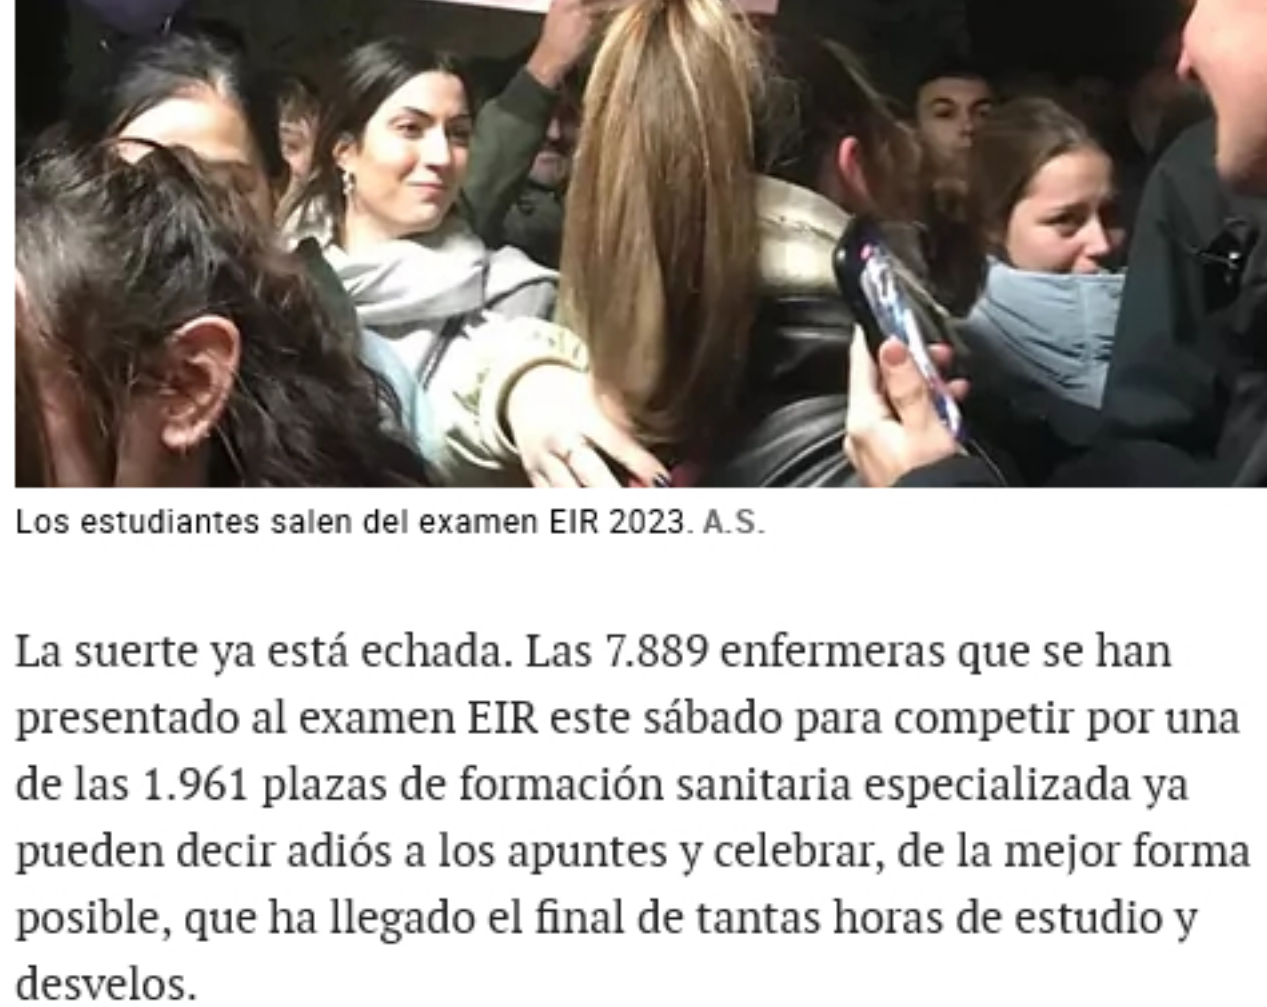 Los estudiantes salen del examen EIR 2023. A.S.
La suerte ya está echada. Las 7.889 enfermeras que se han
presentado al examen EIR este sábado para competir por una
de las 1.961 plazas de formación sanitaria especializada ya
pueden decir adiós a los apuntes y celebrar, de la mejor forma
posible, que ha llegado el final de tantas horas de estudio y
desvelos.